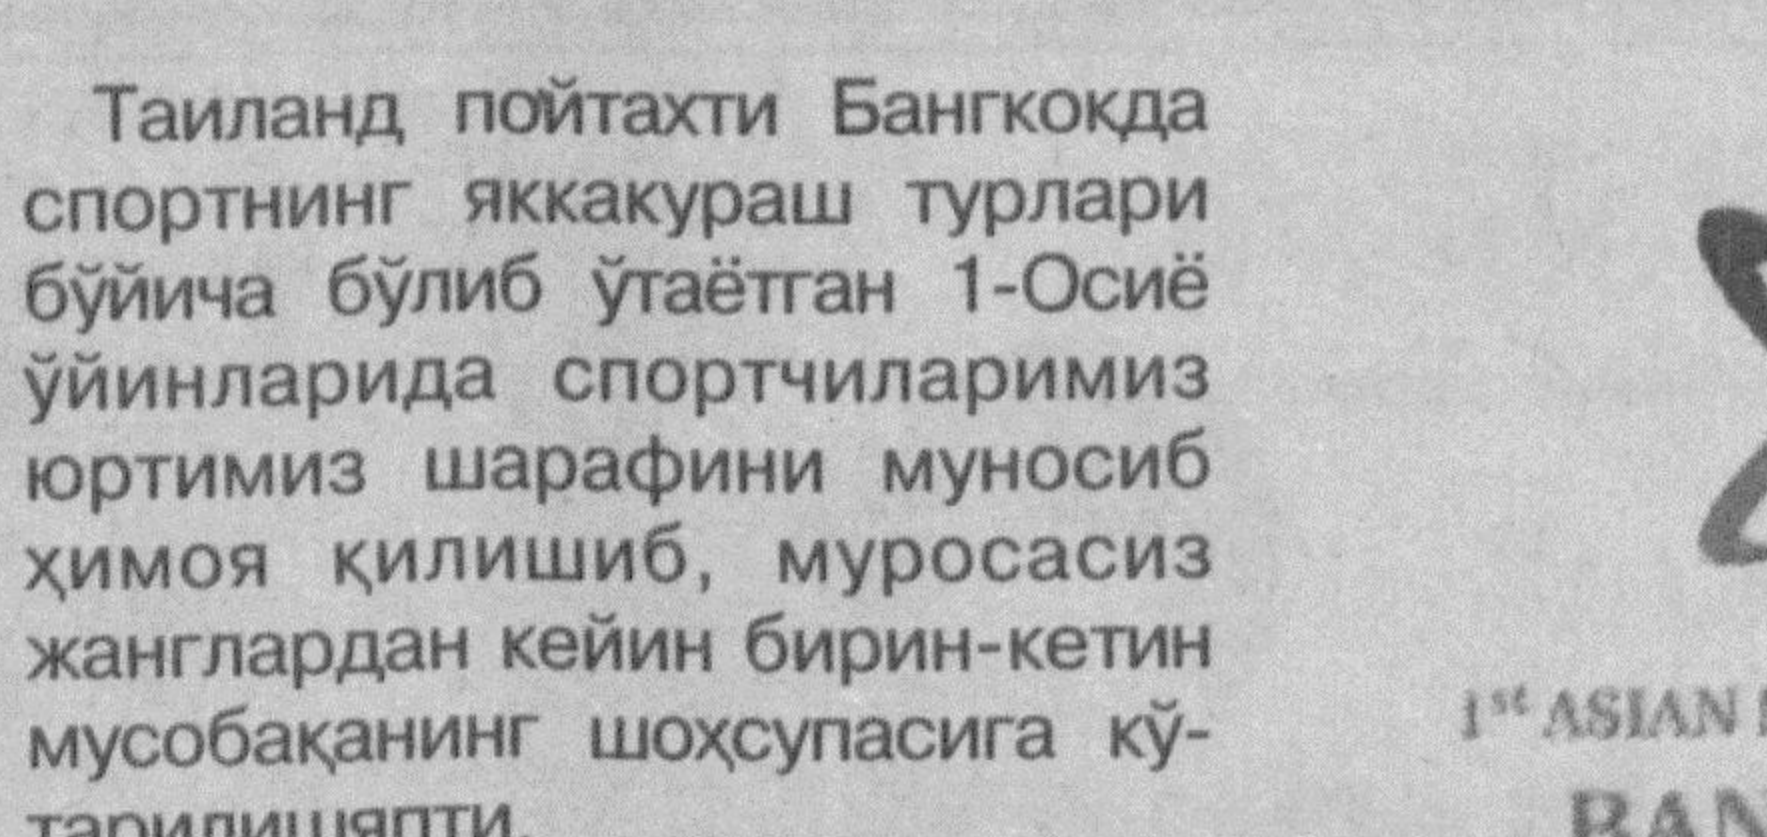 Таиланд пойтахти Бангкокда
спортнинг яккакураш турлари
бўйича бўлиб ўтаётган 1-Осиё
ўйинларида спортчиларимиз
юртимиз шарафини муносиб
ҳимоя қилишиб, муросасиз
жанглардан кейин бирин-кетин
мусобақанинг шоҳсупасига кў-
тарилишяпти.
1st ASIAN